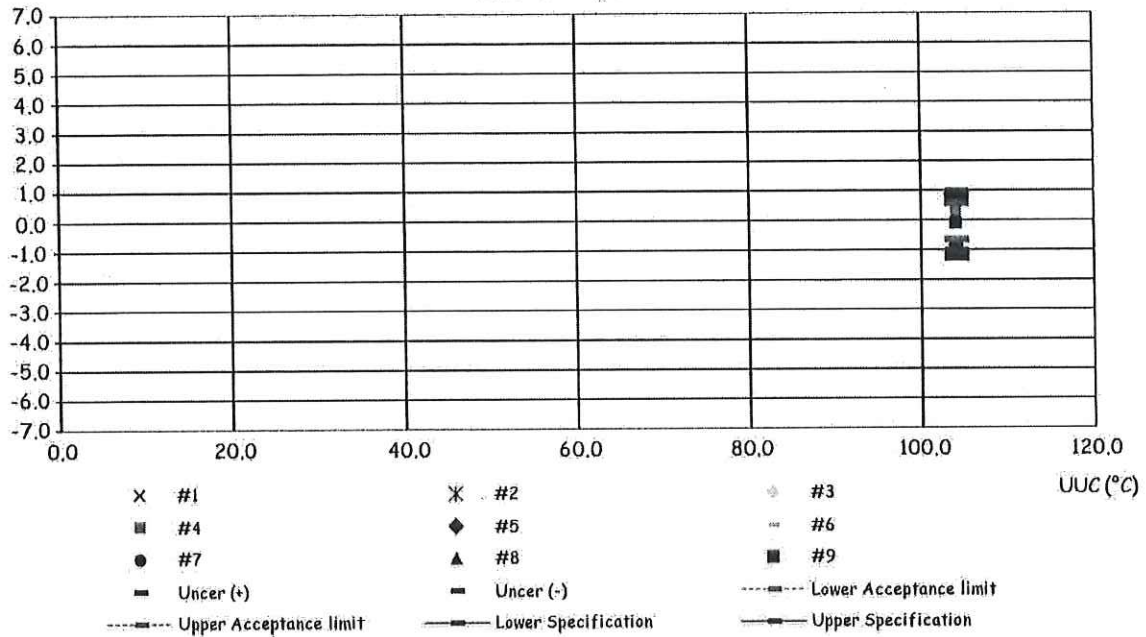 7.0
6.0
5.0
4.0
3.0
2.0
1.0
0.0
-1.0
-2.0
-3.0
-4.0
-5.0
-6.0
-7.0
0.0 20.0 40.0 60.0 80.0 100.0 120.0
UUC (°C)
#1 #2 #3
#4 #5 #6
#7 #8 #9
Uncer (+) Uncer (-) Lower Acceptance limit
Upper Acceptance limit Lower Specification Upper Specification